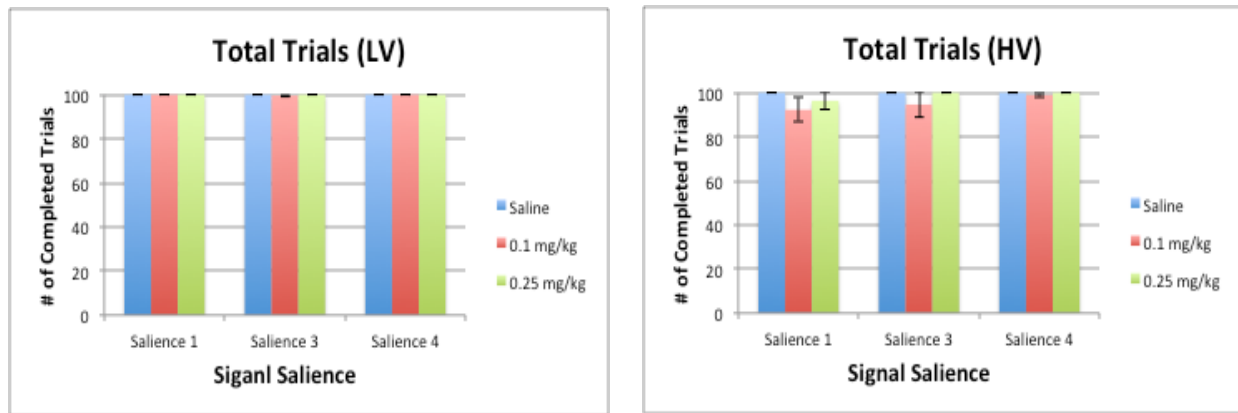 Total Trials (LV)
# of Completed Trials
100
80
60
40
20
0
Salience 1 Salience 3 Salience 4
Siganl Salience
Saline
0.1 mg/kg
0.25 mg/kg
Total Trials (HV)
# of Completed Trials
100
80
60
40
20
0
Salience 1 Salience 3 Salience 4
Signal Salience
Saline
0.1 mg/kg
0.25 mg/kg